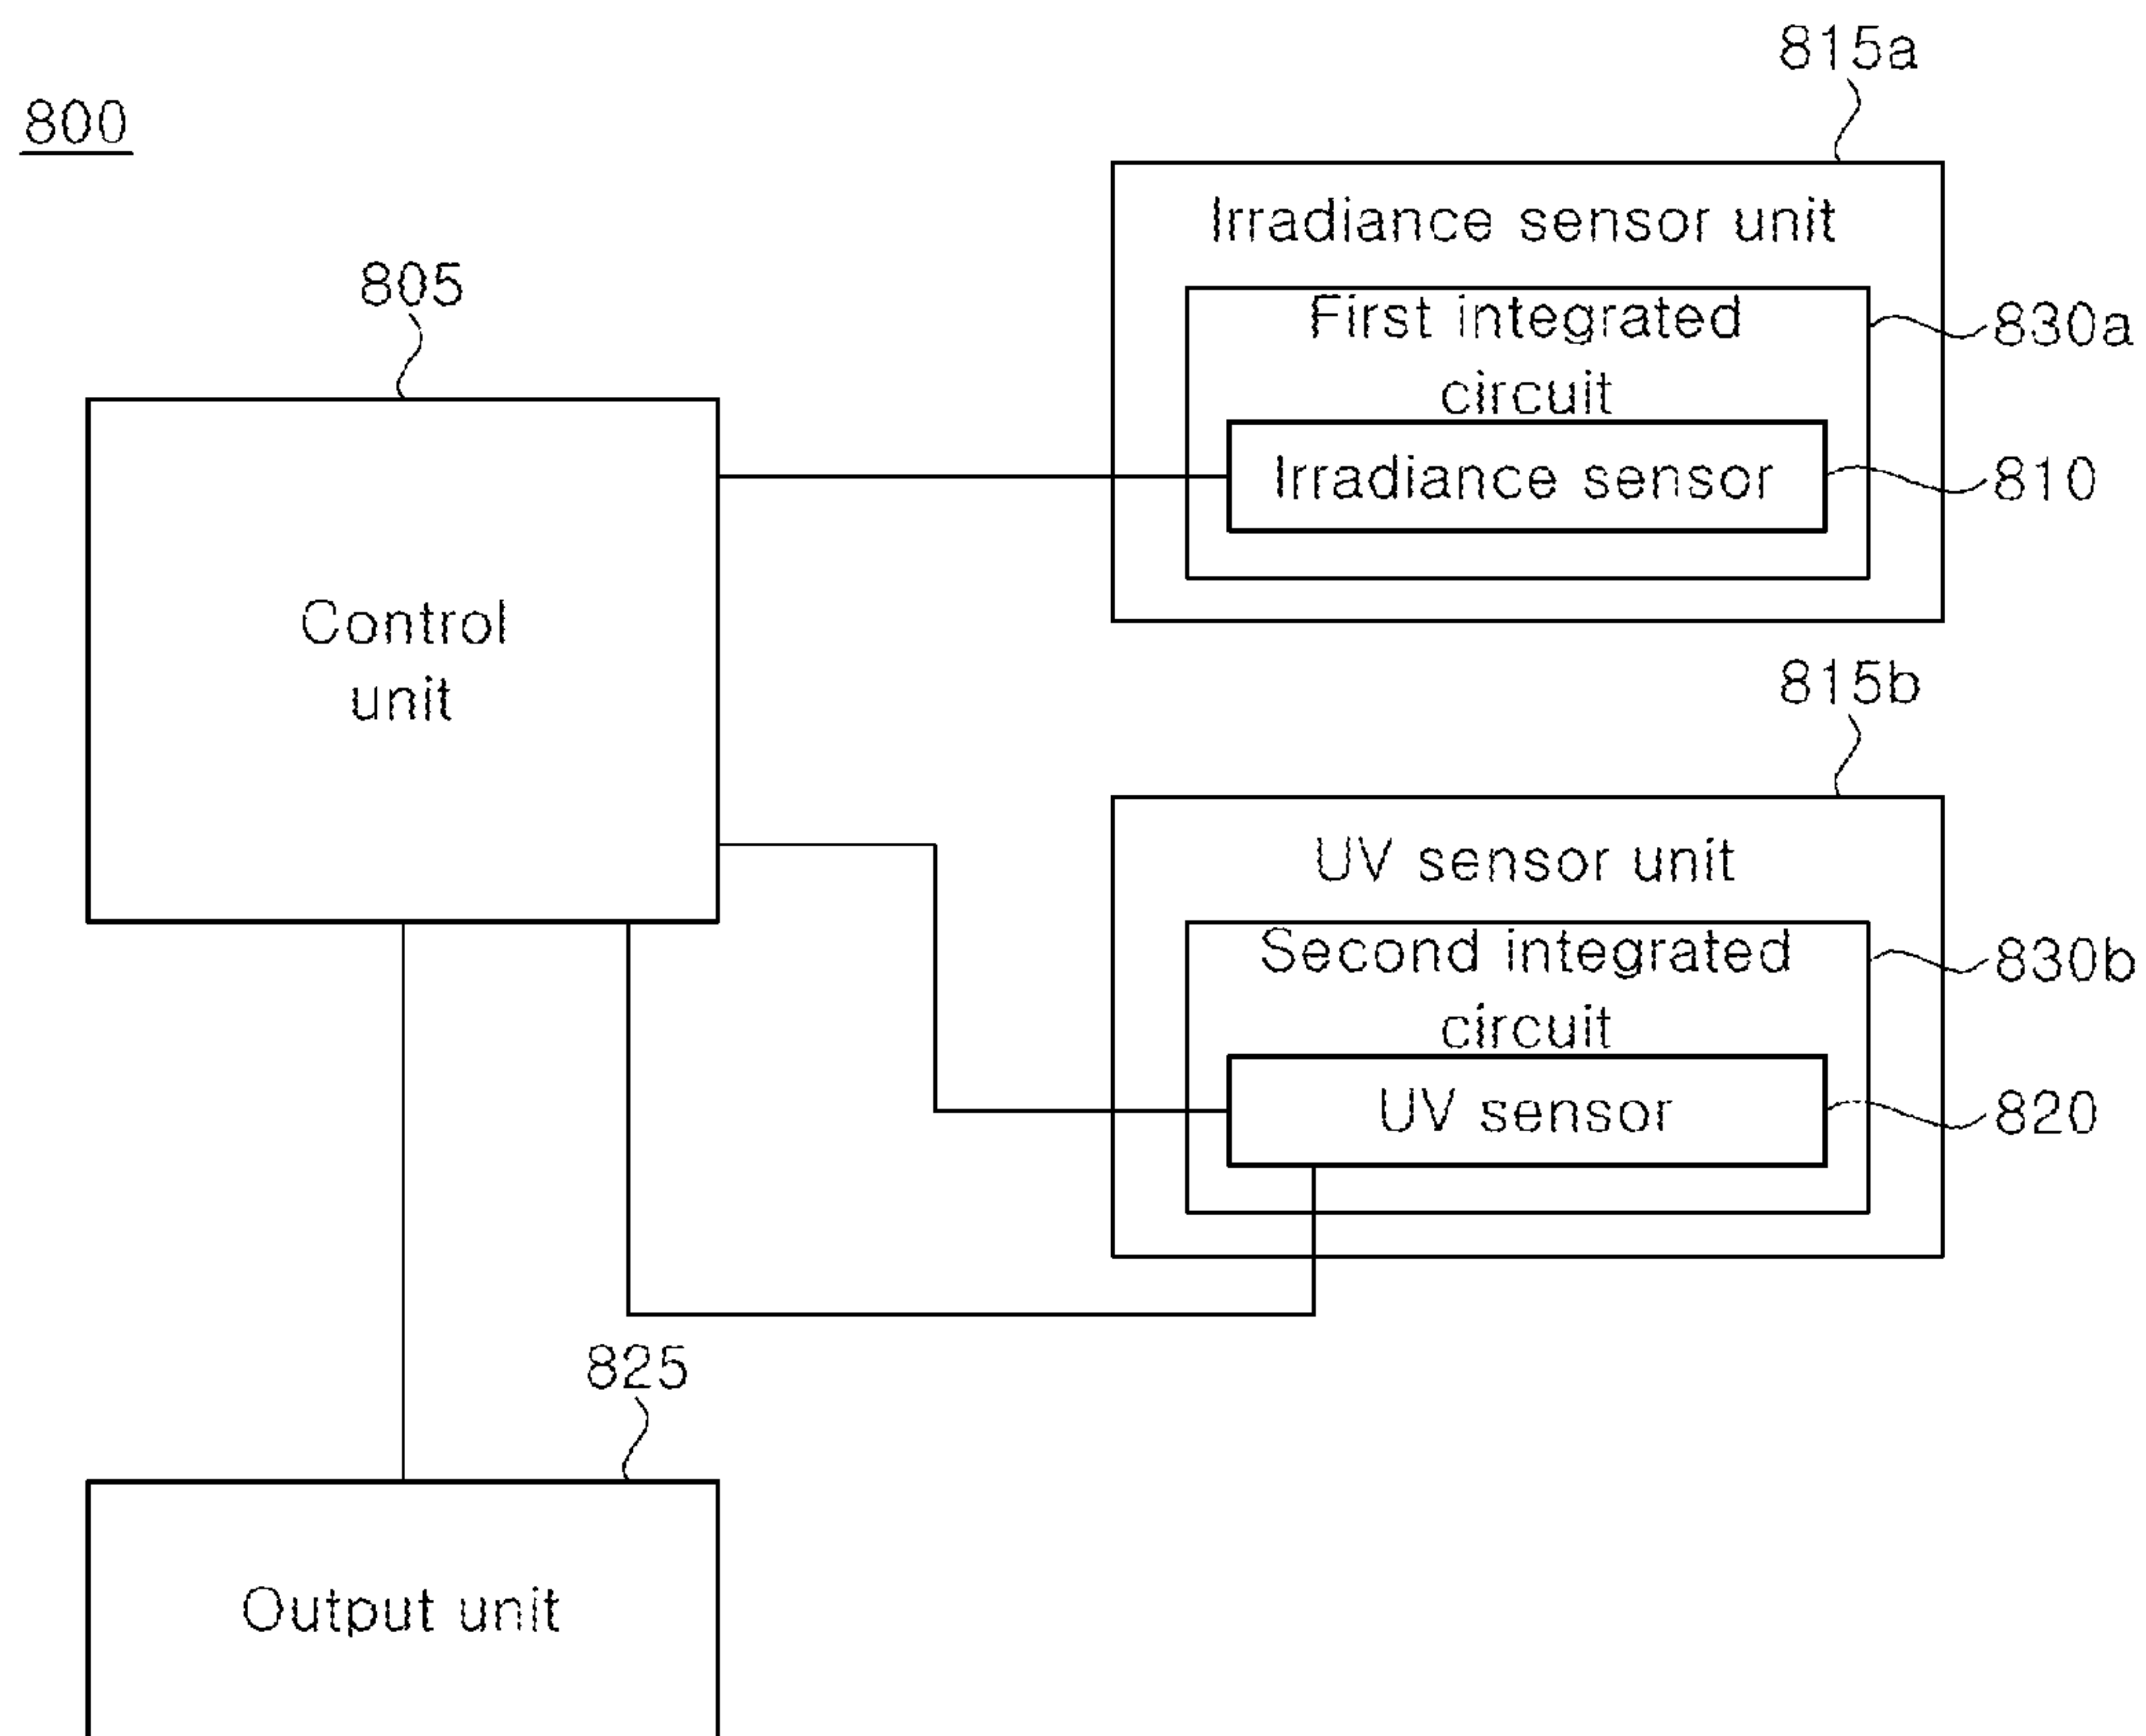 815a
800
Irradiance sensor unit
805
First integrated
circuit
830a
Irradiance sensor
810
Control
unit
815b
UV sensor unit
Second integrated
circuit
830b
UV sensor
820
825
Output unit